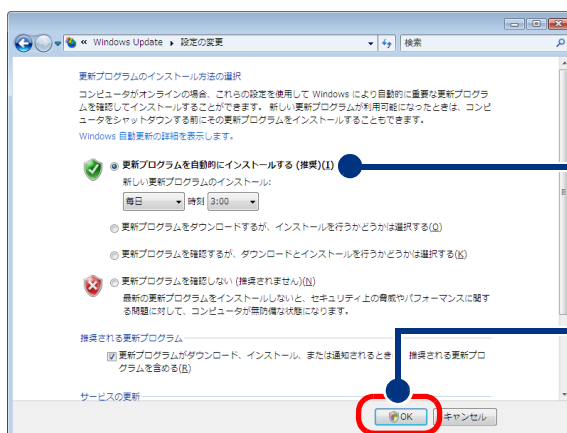 « Windows Update ▸ 設定の変更
検索
更新プログラムのインストール方法の選択
コンピュータがオンラインの場合、これらの設定を使用して Windows により自動的に重要な更新プログラ
ムを確認してインストールすることができます。 新しい更新プログラムが利用可能になったときは、コンピ
ュータをシャットダウンする前にその更新プログラムをインストールすることもできます。
Windows 自動更新の詳細を表示します。
更新プログラムを自動的にインストールする (推奨)(I)
新しい更新プログラムのインストール:
毎日 時刻 3:00
更新プログラムをダウンロードするが、インストールを行うかどうかは選択する(O)
更新プログラムを確認するが、ダウンロードとインストールを行うかどうかは選択する(K)
更新プログラムを確認しない (推奨されません)(N)
最新の更新プログラムをインストールしないと、セキュリティ上の脅威やパフォーマンスに関す
る問題に対して、コンピュータが無防備な状態になります。
推奨される更新プログラム
更新プログラムがダウンロード、インストール、または通知されるとき 推奨される更新プロ
グラムを含める(R)
サービスの更新
OK キャンセル